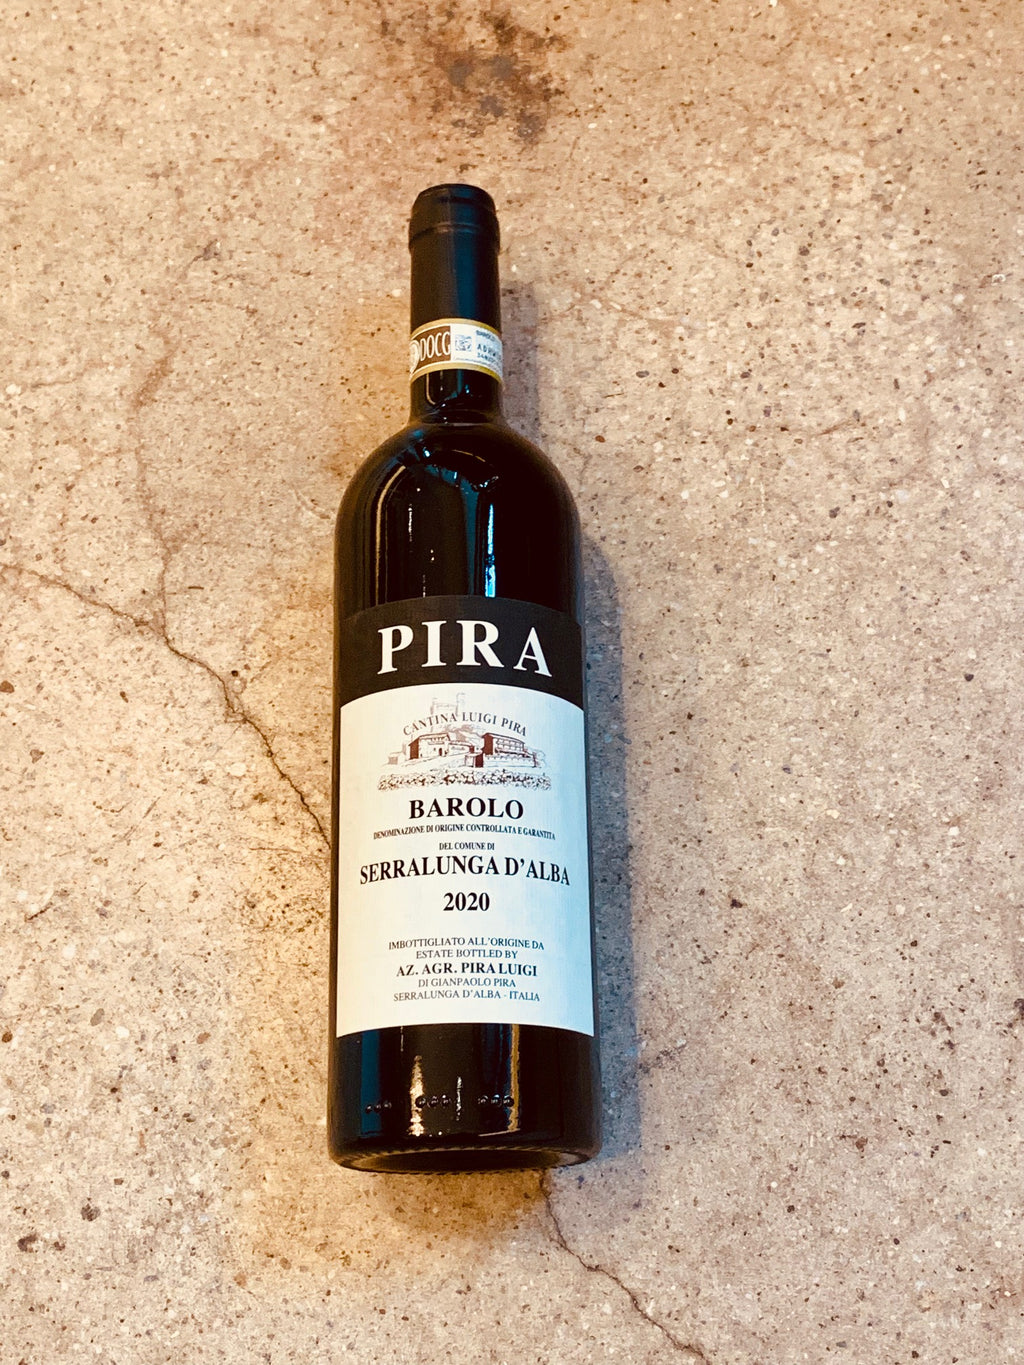 DOCG
PIRA
CANTINA LUIGI PIRA
BAROLO
DENOMINAZIONE DI ORIGINE CONTROLLATA E GARANTITA
DEL COMUNE DI
SERRALUNGA D'ALBA
2020
IMBOTTIGLIATO ALL'ORIGINE DA
ESTATE BOTTLED BY
AZ. AGR. PIRA LUIGI
DI GIANPAOLO PIRA
SERRALUNGA D'ALBA - ITALIA